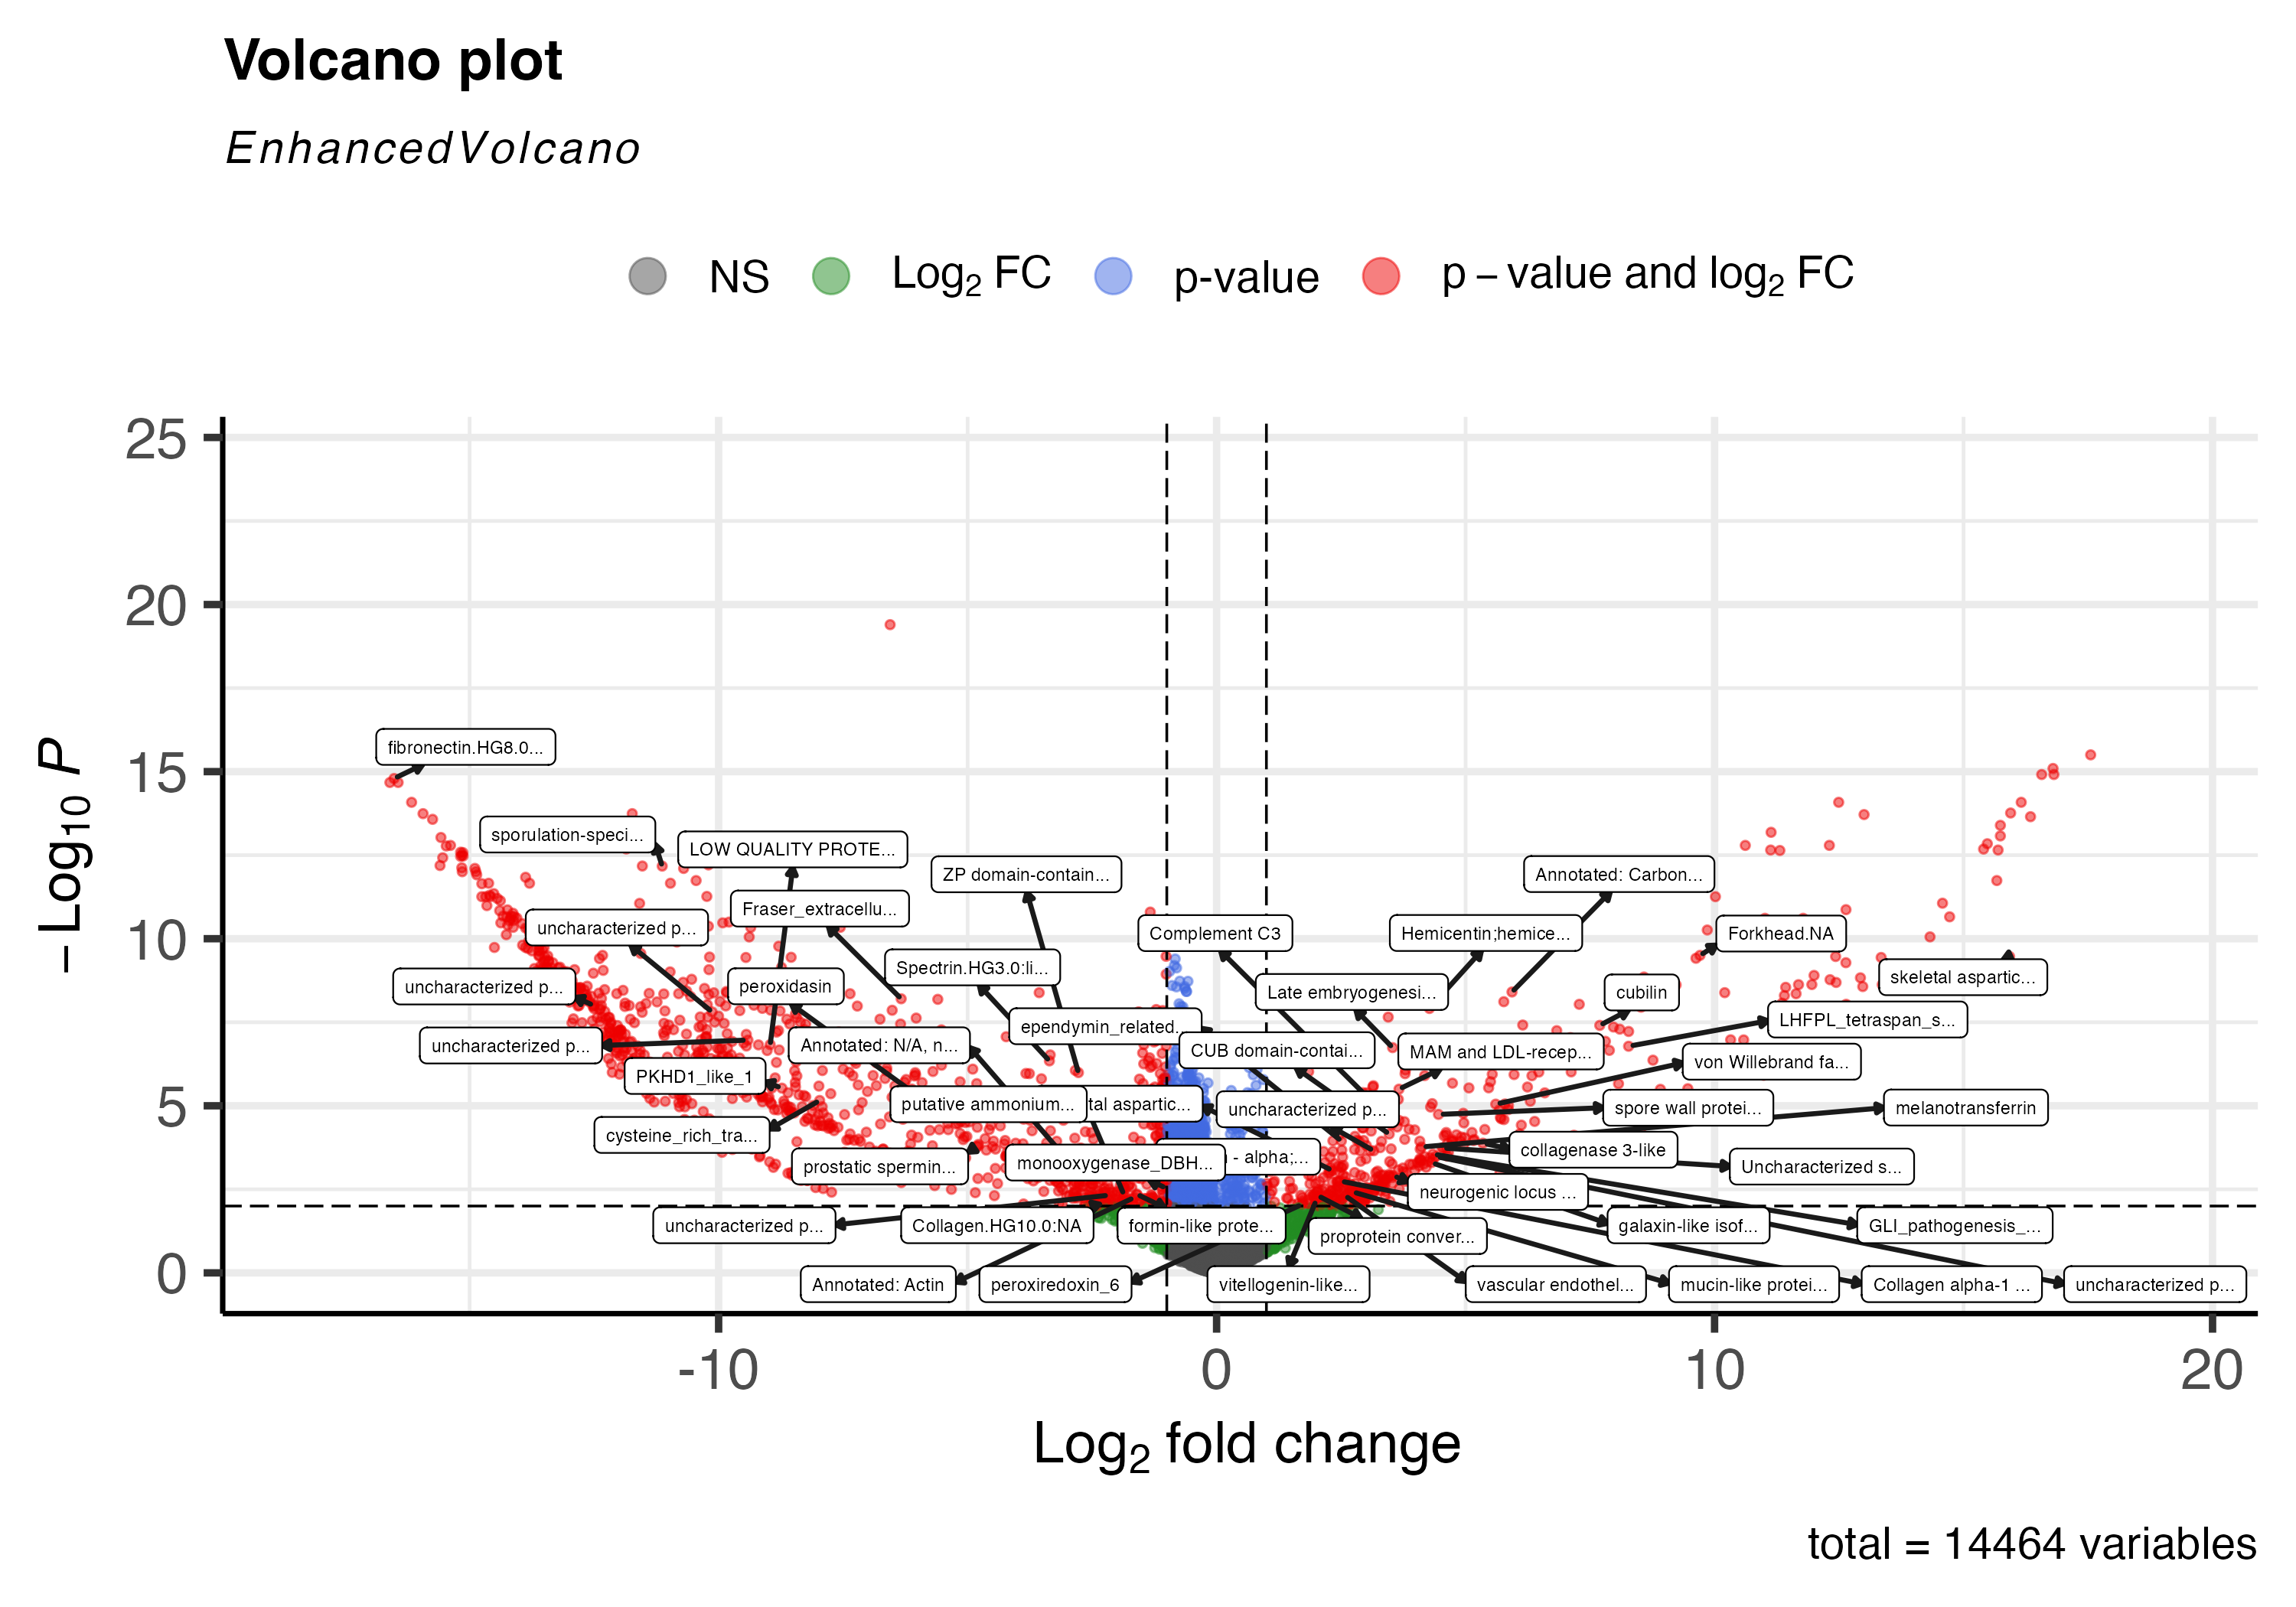 Volcano plot
EnhancedVolcano
NS
Log2 FC
p-value
p – value and log2 FC
– Log10 P
25
20
15
10
5
0
fibronectin.HG8.0...
sporulation-speci...
LOW QUALITY PROTE...
ZP domain-contain...
Annotated: Carbon...
Fraser_extracellu...
uncharacterized p...
Complement C3
Hemicentin;hemice...
Forkhead.NA
Spectrin.HG3.0:li...
skeletal aspartic...
uncharacterized p...
peroxidasin
Late embryogenesi...
cubilin
ependymin_related...
LHFPL_tetraspan_s...
uncharacterized p...
Annotated: N/A, n...
CUB domain-contai...
MAM and LDL-recep...
von Willebrand fa...
PKHD1_like_1
putative ammonium...
tal aspartic...
uncharacterized p...
spore wall protei...
melanotransferrin
cysteine_rich_tra...
prostatic spermin...
monooxygenase_DBH...
- alpha;...
collagenase 3-like
Uncharacterized s...
neurogenic locus ...
uncharacterized p...
Collagen.HG10.0:NA
formin-like prote...
proprotein conver...
galaxin-like isof...
GLI_pathogenesis_...
Annotated: Actin
peroxiredoxin_6
vitellogenin-like...
vascular endothel...
mucin-like protei...
Collagen alpha-1 ...
uncharacterized p...
-10
0
10
20
Log2 fold change
total = 14464 variables